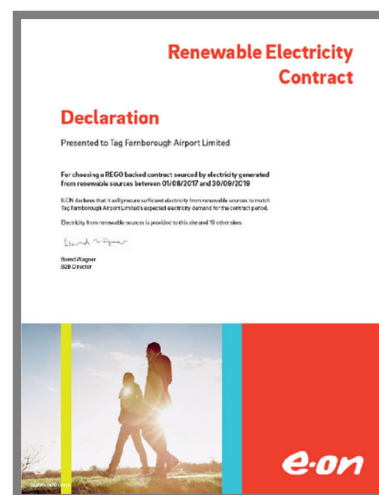 Renewable Electricity
Contract
Declaration
Presented to Tag Farnborough Airport Limited
For choosing a REGO backed contract sourced by electricity generated
from renewable sources between 01/08/2017 and 30/09/2019
E.ON declares that it will procure sufficient electricity from renewable sources to match
Tag Farnborough Airport Limited's expected electricity demand for the contract period.
Electricity from renewable sources is provided to this site and 19 other sites
Wagner
B2B Director
e·on